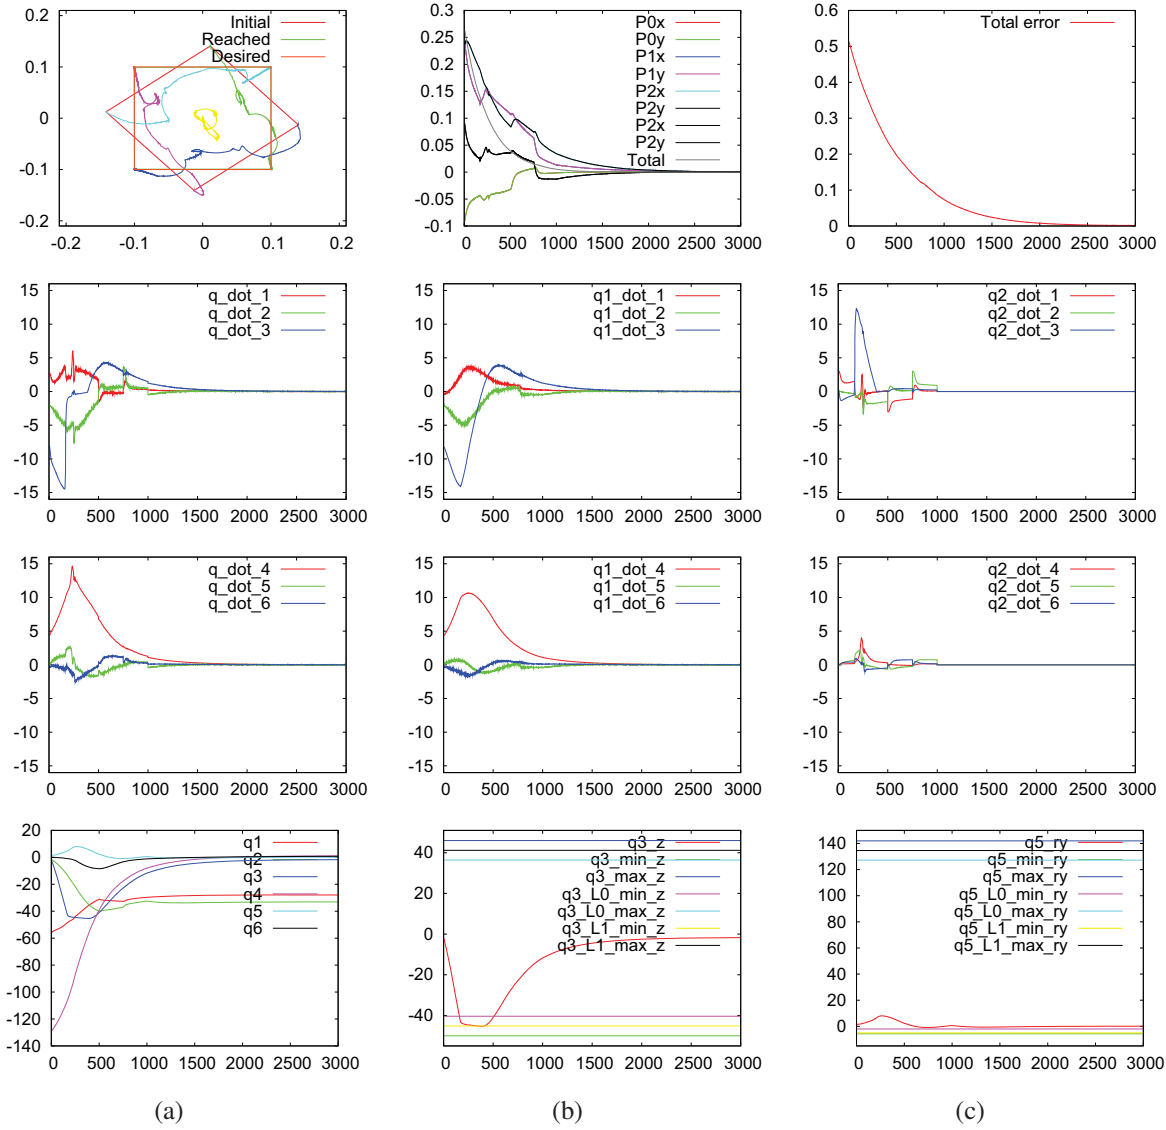 Initial
Reached
Desired
0.2
0.1
0
-0.1
-0.2
-0.2 -0.1 0 0.1 0.2
P0x
P0y
P1x
P1y
P2x
P2y
P2x
P2y
Total
0.3
0.25
0.2
0.15
0.1
0.05
0
-0.05
-0.1
0 500 1000 1500 2000 2500 3000
Total error
0.6
0.5
0.4
0.3
0.2
0.1
0
0 500 1000 1500 2000 2500 3000
q_dot_1
q_dot_2
q_dot_3
15
10
5
0
-5
-10
-15
0 500 1000 1500 2000 2500 3000
q1_dot_1
q1_dot_2
q1_dot_3
15
10
5
0
-5
-10
-15
0 500 1000 1500 2000 2500 3000
q2_dot_1
q2_dot_2
q2_dot_3
15
10
5
0
-5
-10
-15
0 500 1000 1500 2000 2500 3000
q_dot_4
q_dot_5
q_dot_6
15
10
5
0
-5
-10
-15
0 500 1000 1500 2000 2500 3000
q1_dot_4
q1_dot_5
q1_dot_6
15
10
5
0
-5
-10
-15
0 500 1000 1500 2000 2500 3000
q2_dot_4
q2_dot_5
q2_dot_6
15
10
5
0
-5
-10
-15
0 500 1000 1500 2000 2500 3000
q1
q2
q3
q4
q5
q6
20
0
-20
-40
-60
-80
-100
-120
-140
0 500 1000 1500 2000 2500 3000
q3_z
q3_min_z
q3_max_z
q3_L0_min_z
q3_L0_max_z
q3_L1_min_z
q3_L1_max_z
40
20
0
-20
-40
0 500 1000 1500 2000 2500 3000
q5_ry
q5_min_ry
q5_max_ry
q5_L0_min_ry
q5_L0_max_ry
q5_L1_min_ry
q5_L1_max_ry
140
120
100
80
60
40
20
0
0 500 1000 1500 2000 2500 3000
(a) (b) (c)